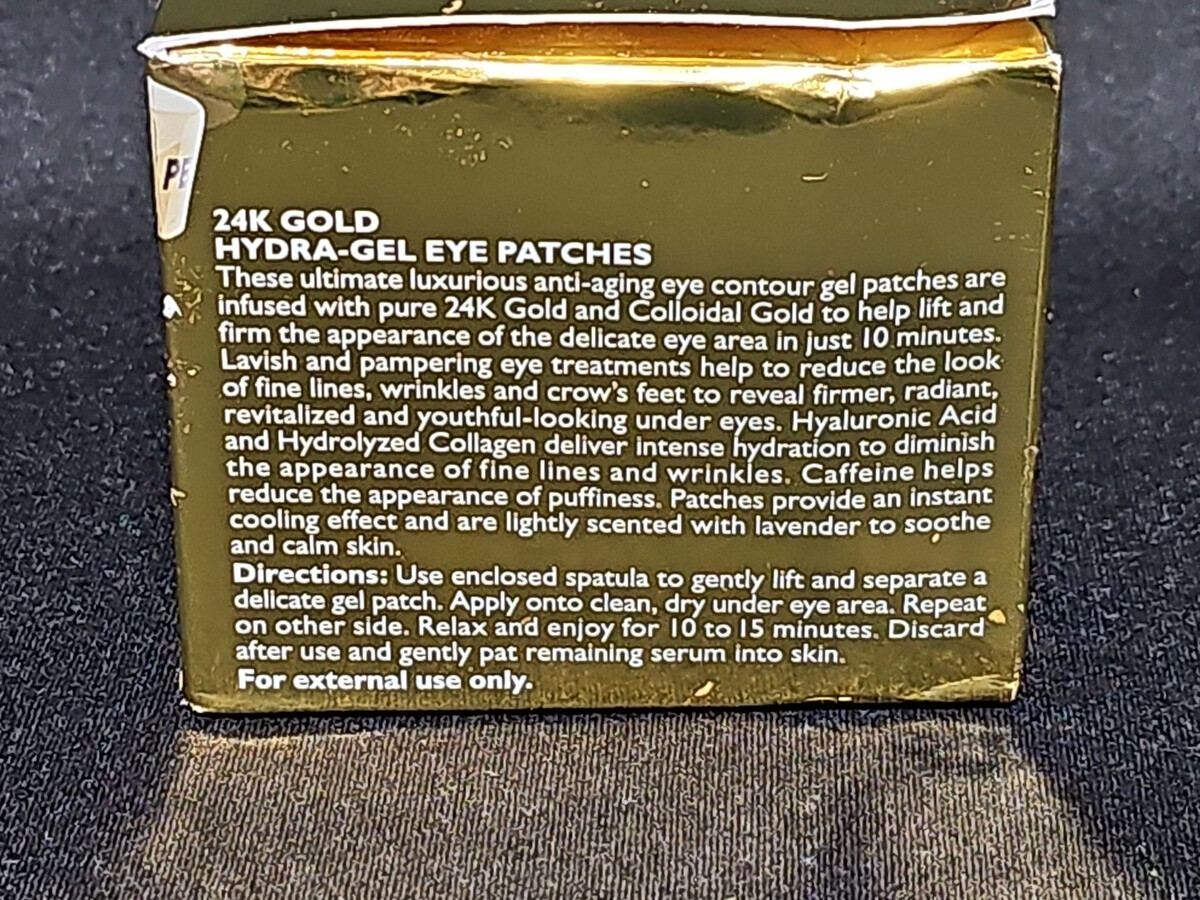 PE
24K GOLD
HYDRA-GEL EYE PATCHES
These ultimate luxurious anti-aging eye contour gel patches are
infused with pure 24K Gold and Colloidal Gold to help lift and
firm the appearance of the delicate eye area in just 10 minutes.
Lavish and pampering eye treatments help to reduce the look
of fine lines, wrinkles and crow's feet to reveal firmer, radiant,
revitalized and youthful-looking under eyes. Hyaluronic Acid
and Hydrolyzed Collagen deliver intense hydration to diminish
the appearance of fine lines and wrinkles. Caffeine helps
reduce the appearance of puffiness. Patches provide an instant
cooling effect and are lightly scented with lavender to soothe
and calm skin.
Directions: Use enclosed spatula to gently lift and separate a
delicate gel patch. Apply onto clean, dry under eye area. Repeat
on other side. Relax and enjoy for 10 to 15 minutes. Discard
after use and gently pat remaining serum into skin.
For external use only.